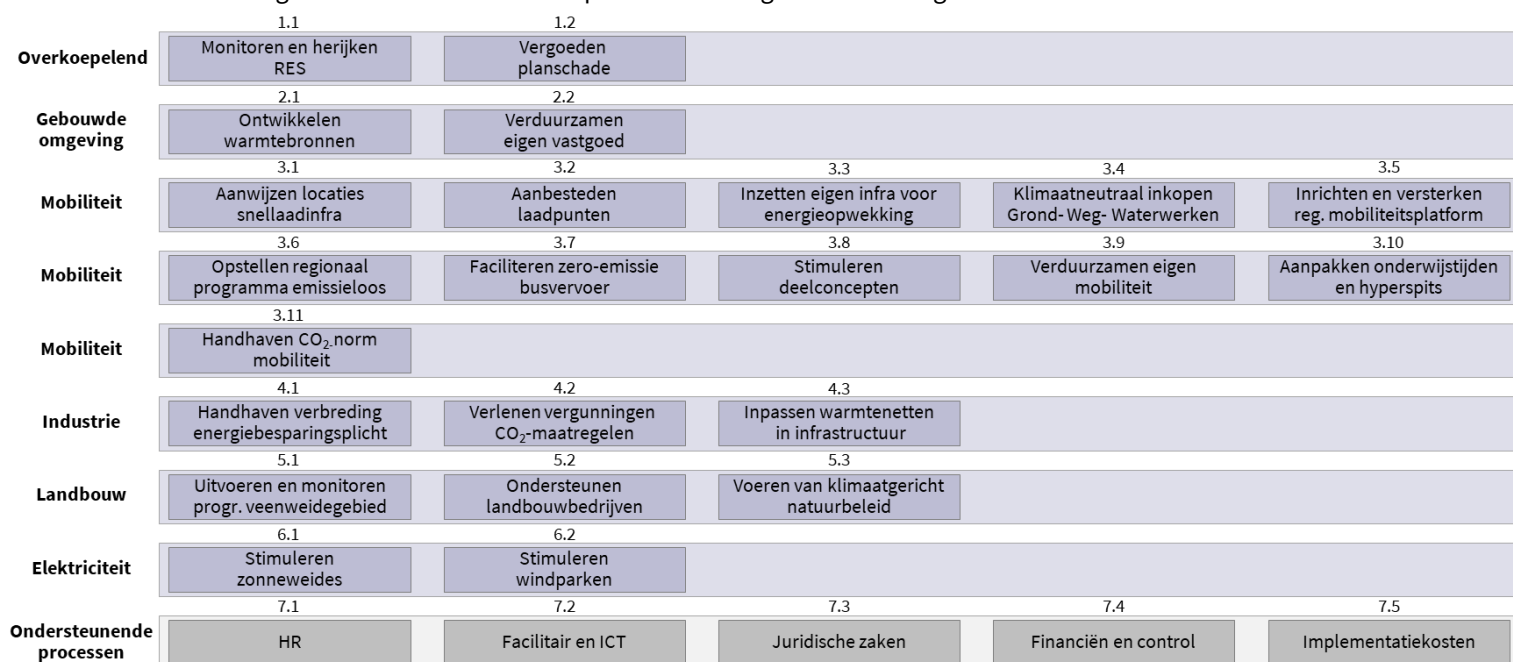 1.1 1.2
Overkoepelend
Monitoren en herijken
RES
Vergoeden
planschade
2.1 2.2
Gebouwde
omgeving
Ontwikkelen
warmtebronnen
Verduurzamen
eigen vastgoed
3.1 3.2 3.3 3.4 3.5
Mobiliteit
Aanwijzen locaties
snellaadinfra
Aanbesteden
laadpunten
Inzetten eigen infra voor
energieopwekking
Klimaatneutraal inkopen
Grond- Weg- Waterwerken
Inrichten en versterken
reg. mobiliteitsplatform
3.6 3.7 3.8 3.9 3.10
Mobiliteit
Opstellen regionaal
programma emissieloos
Faciliteren zero-emissie
busvervoer
Stimuleren
deelconcepten
Verduurzamen eigen
mobiliteit
Aanpakken onderwijstijden
en hyperspits
3.11
Mobiliteit
Handhaven CO₂-norm
mobiliteit
4.1 4.2 4.3
Industrie
Handhaven verbreding
energiebesparingsplicht
Verlenen vergunningen
CO₂-maatregelen
Inpassen warmtenetten
in infrastructuur
5.1 5.2 5.3
Landbouw
Uitvoeren en monitoren
progr. veenweidegebied
Ondersteunen
landbouwbedrijven
Voeren van klimaatgericht
natuurbeleid
6.1 6.2
Elektriciteit
Stimuleren
zonneweides
Stimuleren
windparken
7.1 7.2 7.3 7.4 7.5
Ondersteunende
processen
HR
Facilitair en ICT
Juridische zaken
Financiën en control
Implementatiekosten